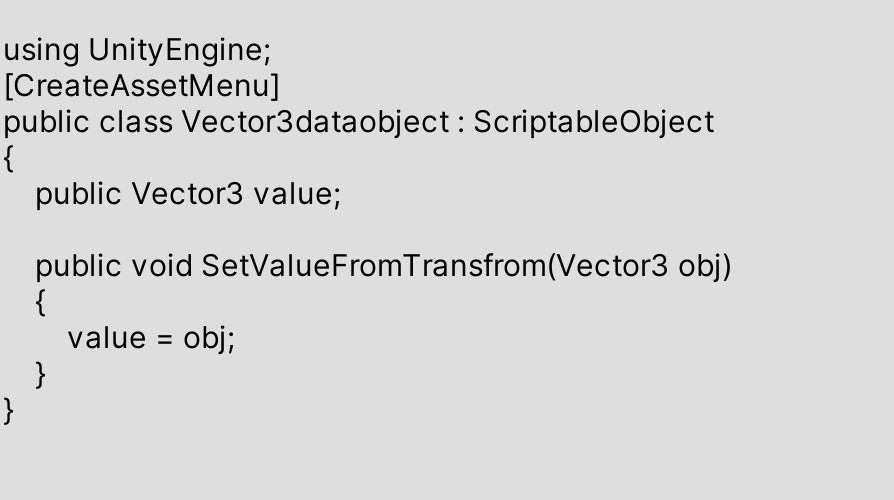 using UnityEngine;
[CreateAssetMenu]
public class Vector3dataobject : ScriptableObject
{
    public Vector3 value;

    public void SetValueFromTransfrom(Vector3 obj)
    {
        value = obj;
    }
}